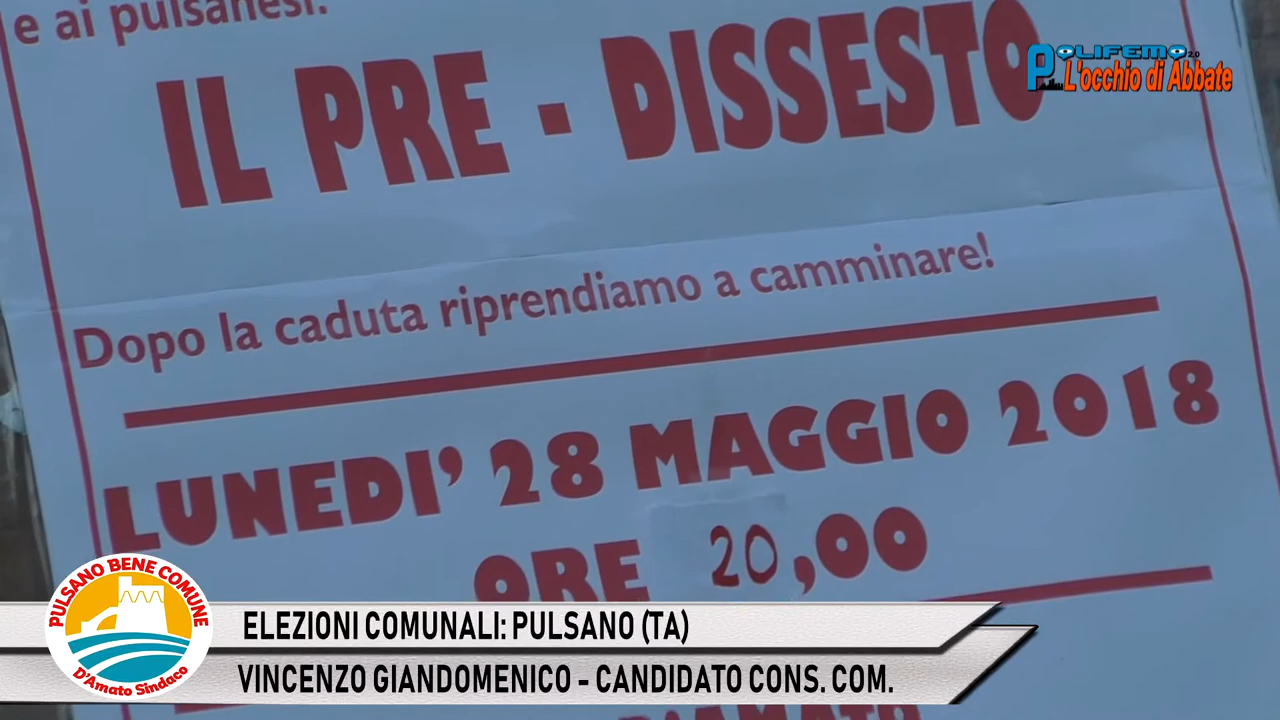 e ai pulsanesi.
POLIFEMO 2.0
L'occhio di Abbate
IL PRE - DISSESTO
Dopo la caduta riprendiamo a camminare!
LUNEDI' 28 MAGGIO 2018
ORE 20,00
PULSANO BENE COMUNE
D'Amato Sindaco
ELEZIONI COMUNALI: PULSANO (TA)
VINCENZO GIANDOMENICO – CANDIDATO CONS. COM.
D'AMATO